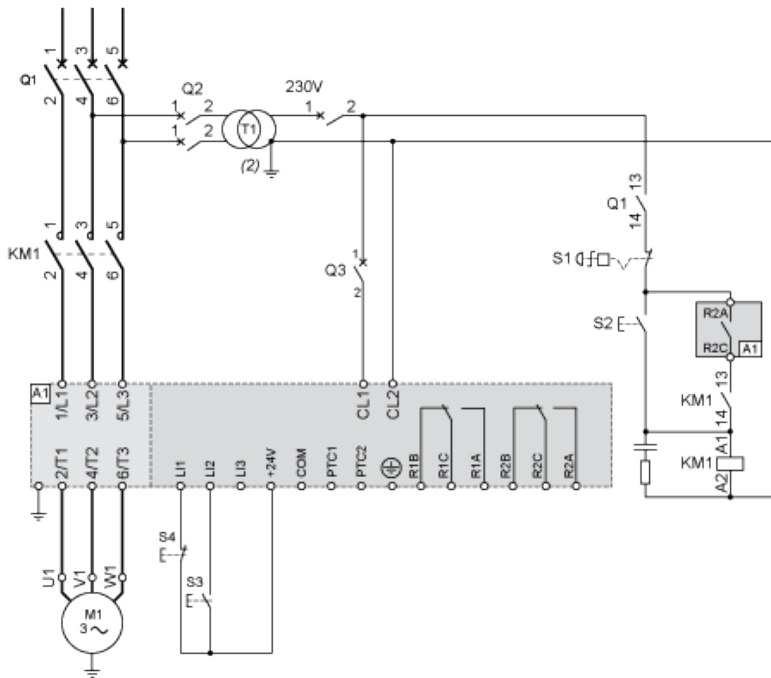 1 3 5
Q1
2 4 6
Q2
1 2
1 2
T1
(2)
230V
1 2
1 3 5
KM1
2 4 6
1
Q3
2
13
Q1
14
S1
S2
R2A
R2C
A1
13
KM1
14
A1
KM1
A2
A1
1/L1 3/L2 5/L3 CL1 CL2
2/T1 4/T2 6/T3 LI1 LI2 LI3 +24V COM PTC1 PTC2 R1B R1C R1A R2B R2C R2A
S4
S3
U1 V1 W1
M1
3